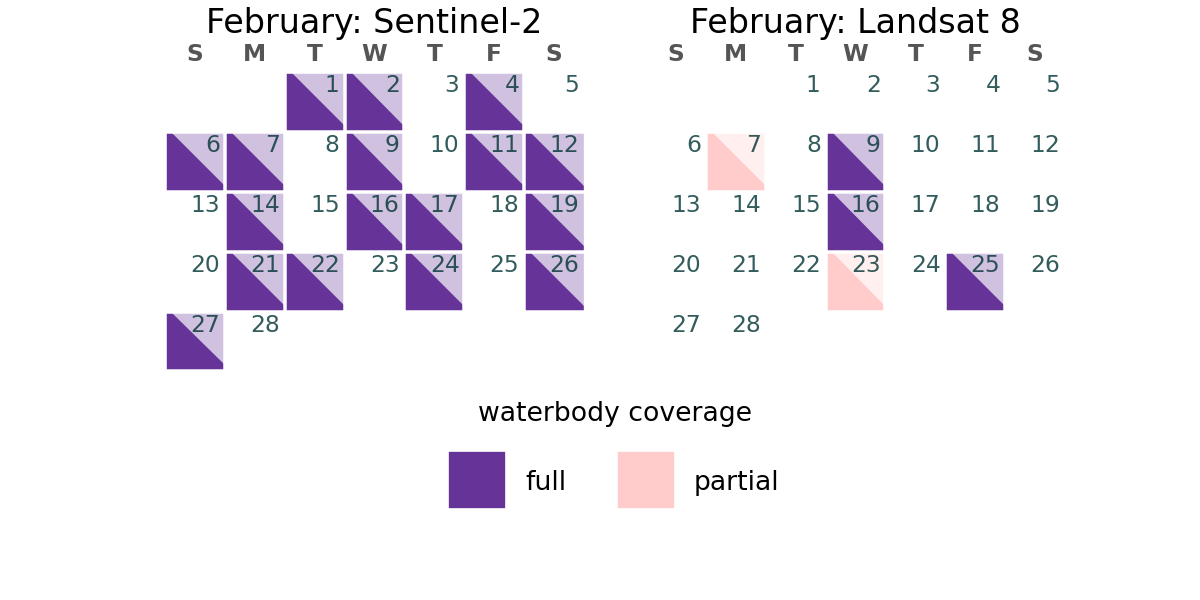 February: Sentinel-2
S M T W T F S
1 2 3 4 5
6 7 8 9 10 11 12
13 14 15 16 17 18 19
20 21 22 23 24 25 26
27 28
February: Landsat 8
S M T W T F S
1 2 3 4 5
6 7 8 9 10 11 12
13 14 15 16 17 18 19
20 21 22 23 24 25 26
27 28
waterbody coverage
full partial